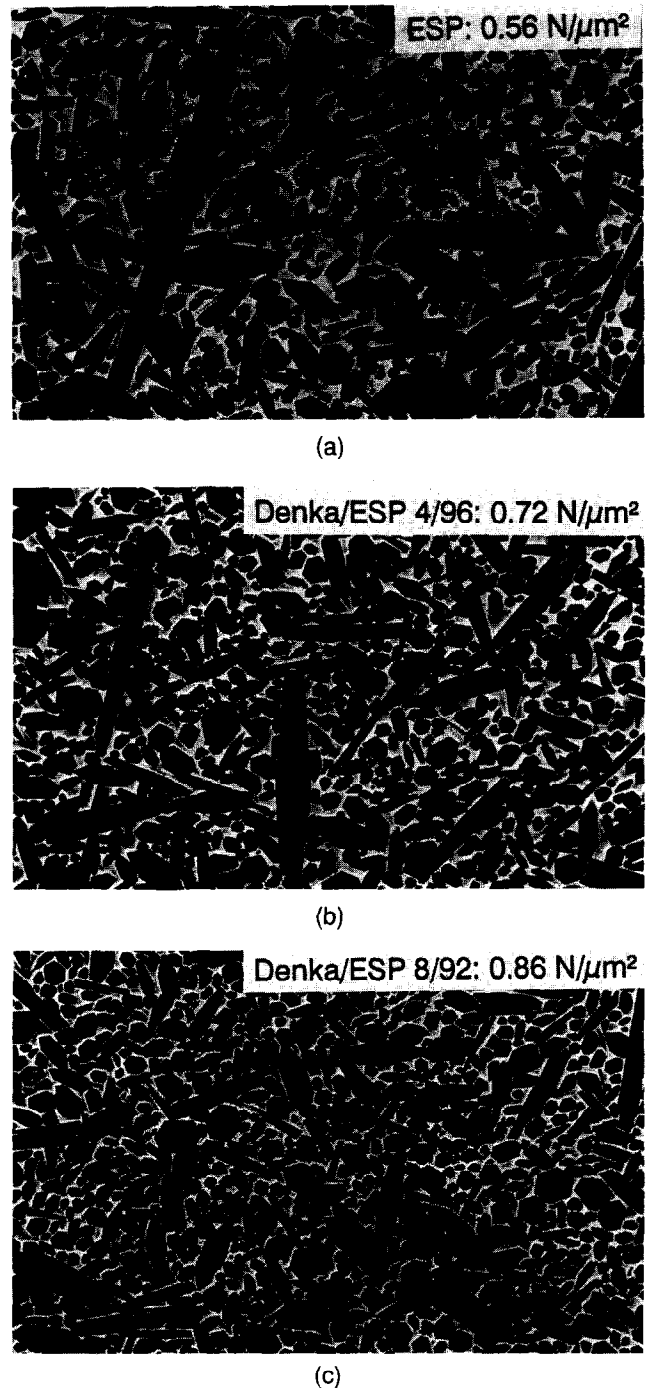 ESP: 0.56 N/μm²
(a)
Denka/ESP 4/96: 0.72 N/μm²
(b)
Denka/ESP 8/92: 0.86 N/μm²
(c)